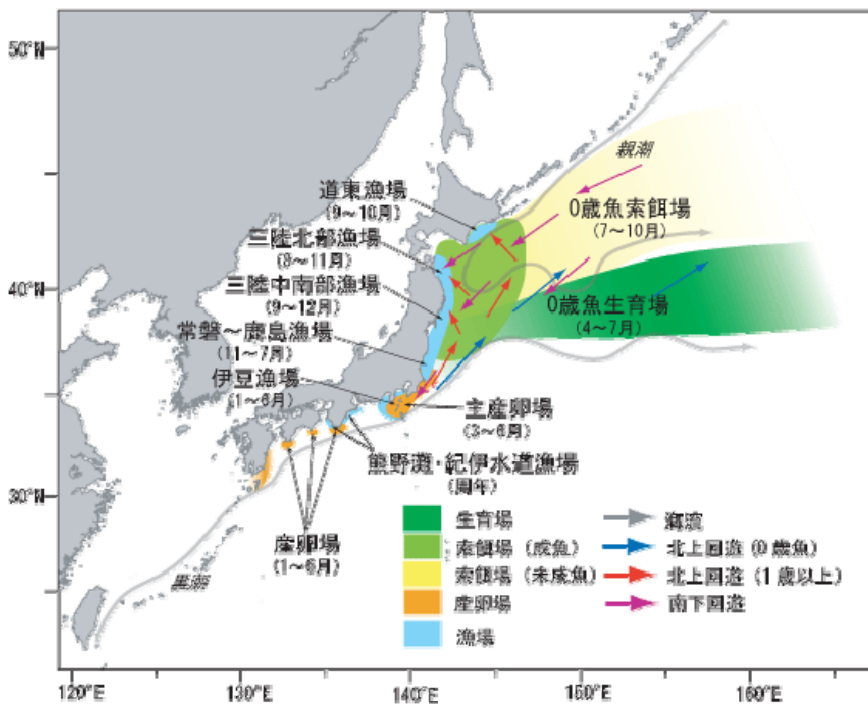 50°N
40°N
30°N
120°E
130°E
140°E
150°E
160°E
親潮
道東漁場
(9～10月)
三陸北部漁場
(8～11月)
三陸中南部漁場
(9～12月)
常磐～鹿島漁場
(11～7月)
伊豆漁場
(1～6月)
0歳魚索餌場
(7～10月)
0歳魚生育場
(4～7月)
主産卵場
(3～6月)
熊野灘・紀伊水道漁場
(周年)
産卵場
(1～6月)
黒潮
生育場
索餌場 (成魚)
索餌場 (未成魚)
産卵場
漁場
海流
北上回遊 (0歳魚)
北上回遊 (1歳以上)
南下回遊